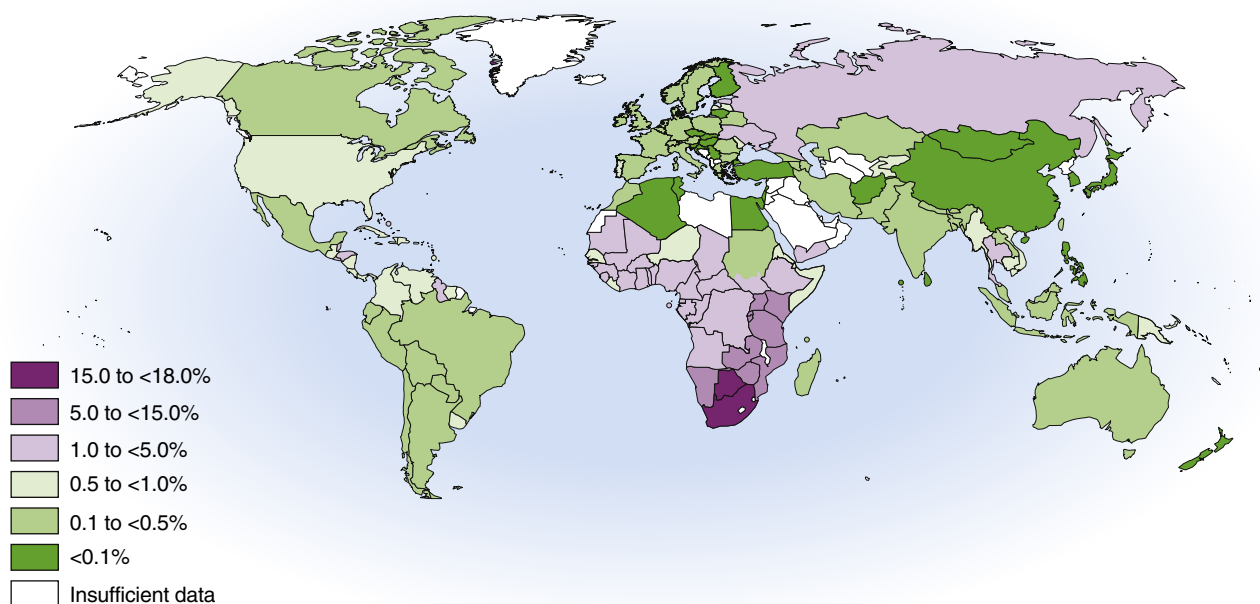 15.0 to <18.0%
5.0 to <15.0%
1.0 to <5.0%
0.5 to <1.0%
0.1 to <0.5%
<0.1%
Insufficient data